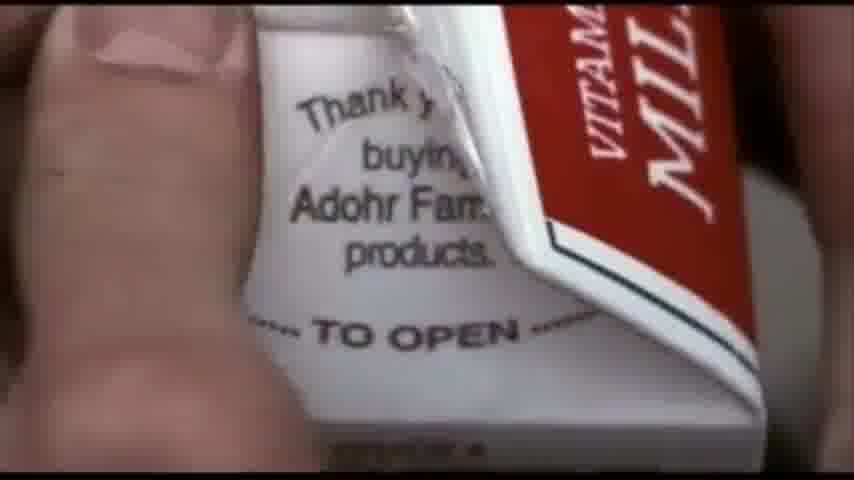 Thank y
buying
Adohr Farm
products.
TO OPEN
VITAM
MIL